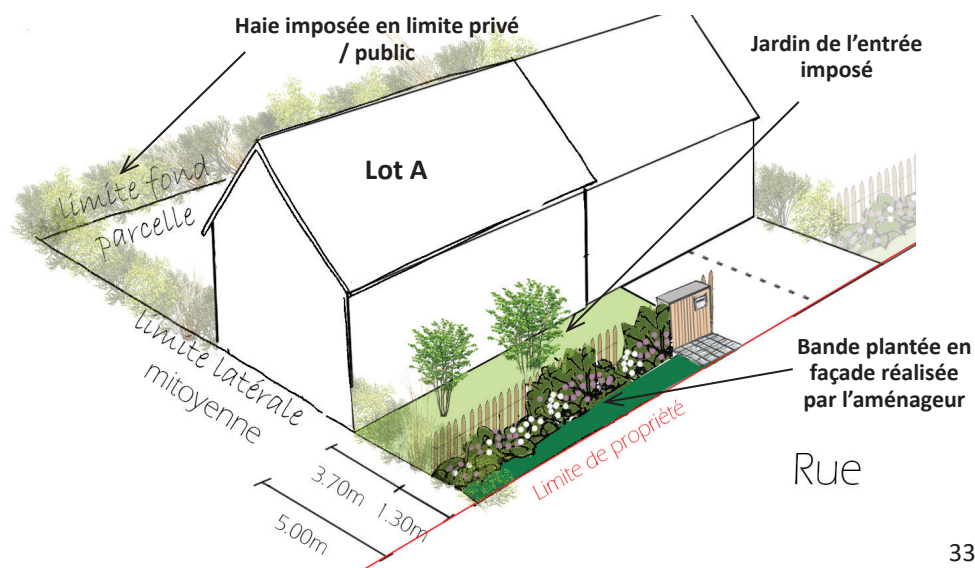 Haie imposée en limite privé
/ public
Jardin de l’entrée
imposé
Lot A
limite fond
parcelle
limite latérale
mitoyenne
Bande plantée en
façade réalisée
par l’aménageur
Limite de propriété
Rue
3.70m
1.30m
5.00m
33